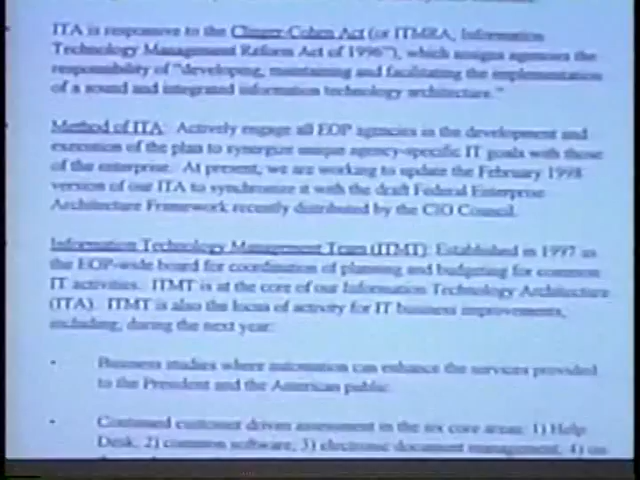 ITA is responsive to the Clinger-Cohen Act (or ITMRA, Information
Technology Management Reform Act of 1996"), which assigns agencies the
responsibility of "developing, maintaining and facilitating the implementation
of a sound and integrated information technology architecture."
Method of ITA: Actively engage all EOP agencies in the development and
execution of the plan to synergize unique agency-specific IT goals with those
of the enterprise. At present, we are working to update the February 1998
version of our ITA to synchronize it with the draft Federal Enterprise
Architecture Framework recently distributed by the CIO Council.
Information Technology Management Team (ITMT): Established in 1997 as
the EOP-wide board for coordination of planning and budgeting for common
IT activities. ITMT is at the core of our Information Technology Architecture
(ITA). ITMT is also the locus of activity for IT business improvements,
including, during the next year:
· Business studies where automation can enhance the services provided
to the President and the American public.
· Continued customer driven assessment in the six core areas: 1) Help
Desk, 2) common software, 3) electronic document management, 4) on